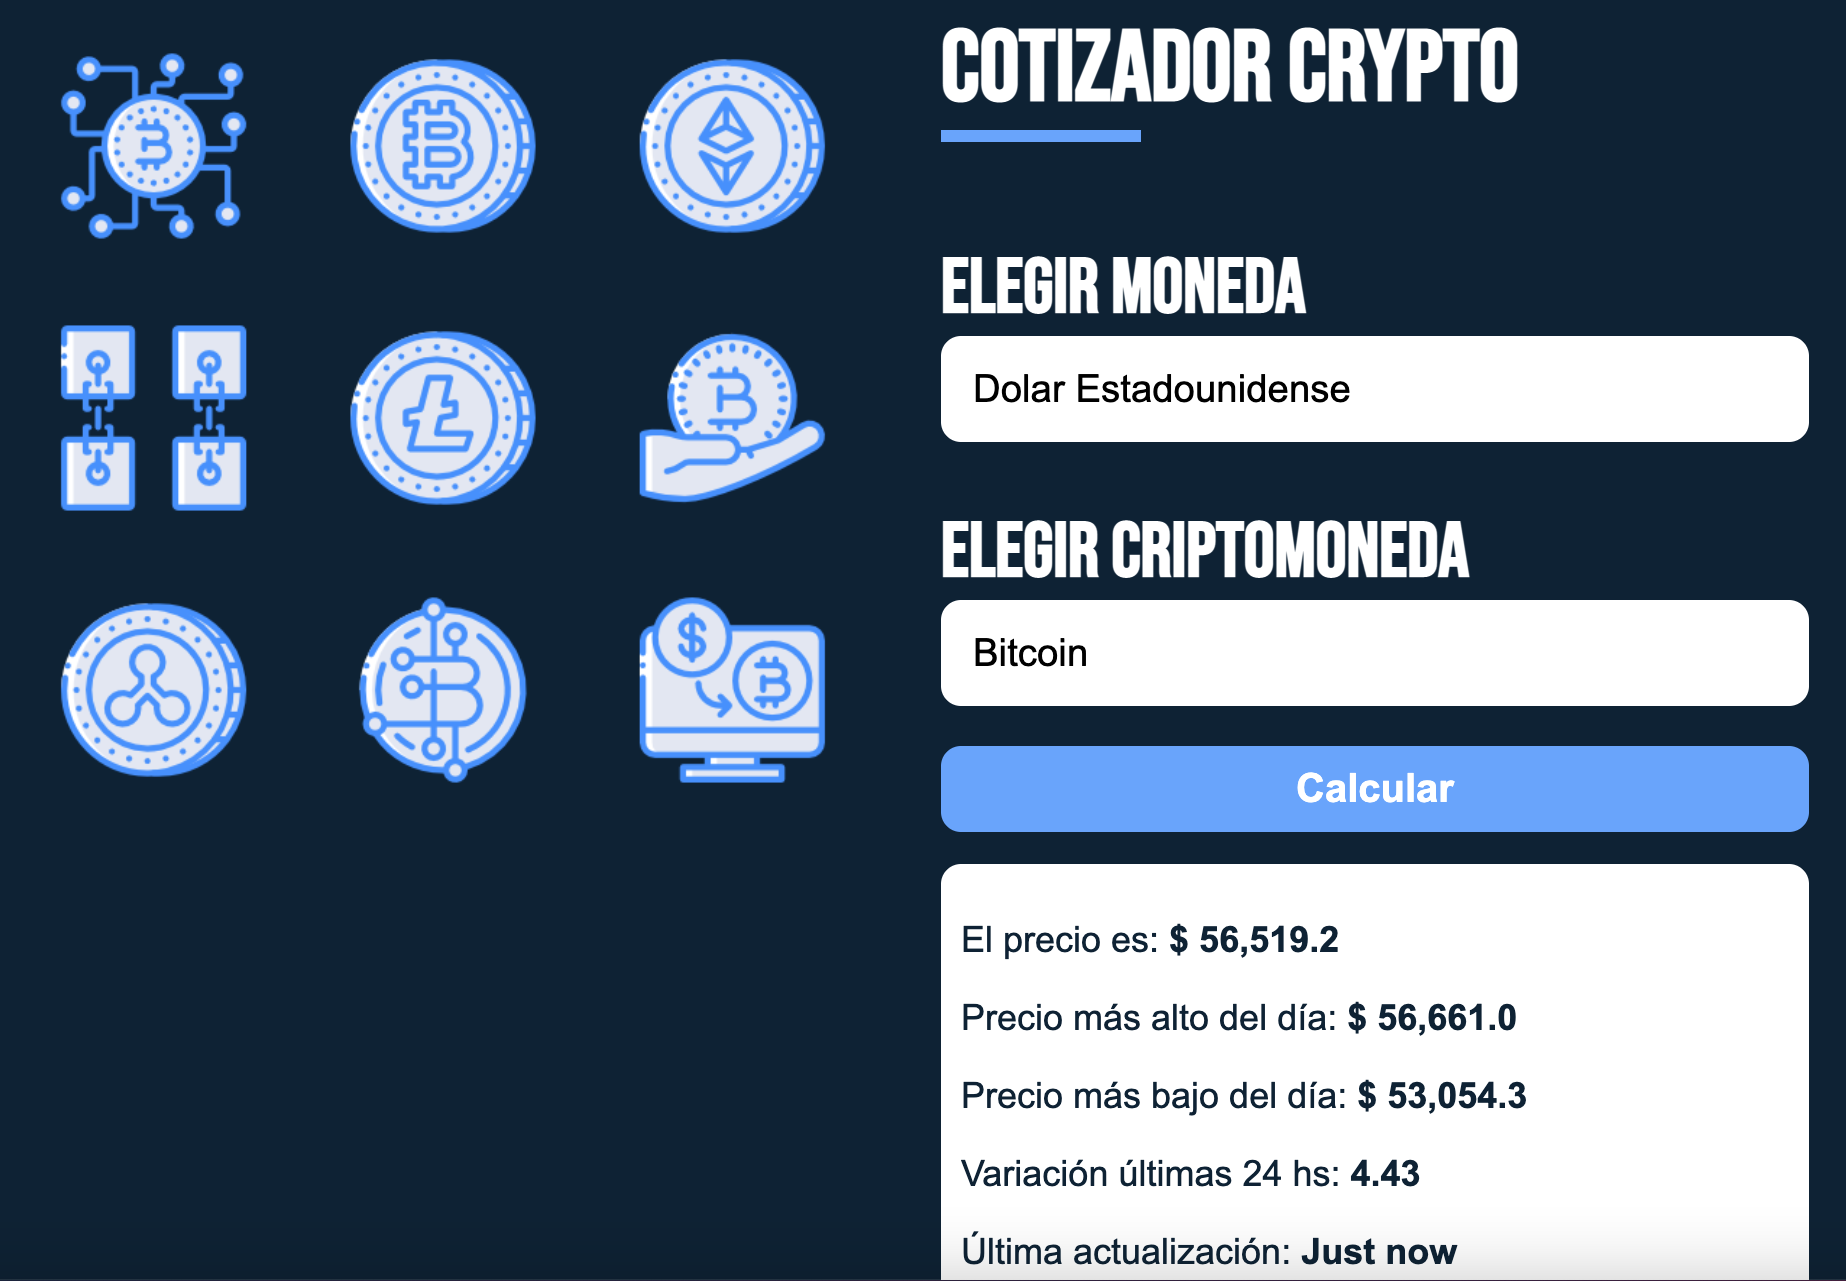 COTIZADOR CRYPTO
ELEGIR MONEDA
Dolar Estadounidense
ELEGIR CRIPTOMONEDA
Bitcoin
Calcular
El precio es: $ 56,519.2
Precio más alto del día: $ 56,661.0
Precio más bajo del día: $ 53,054.3
Variación últimas 24 hs: 4.43
Última actualización: Just now